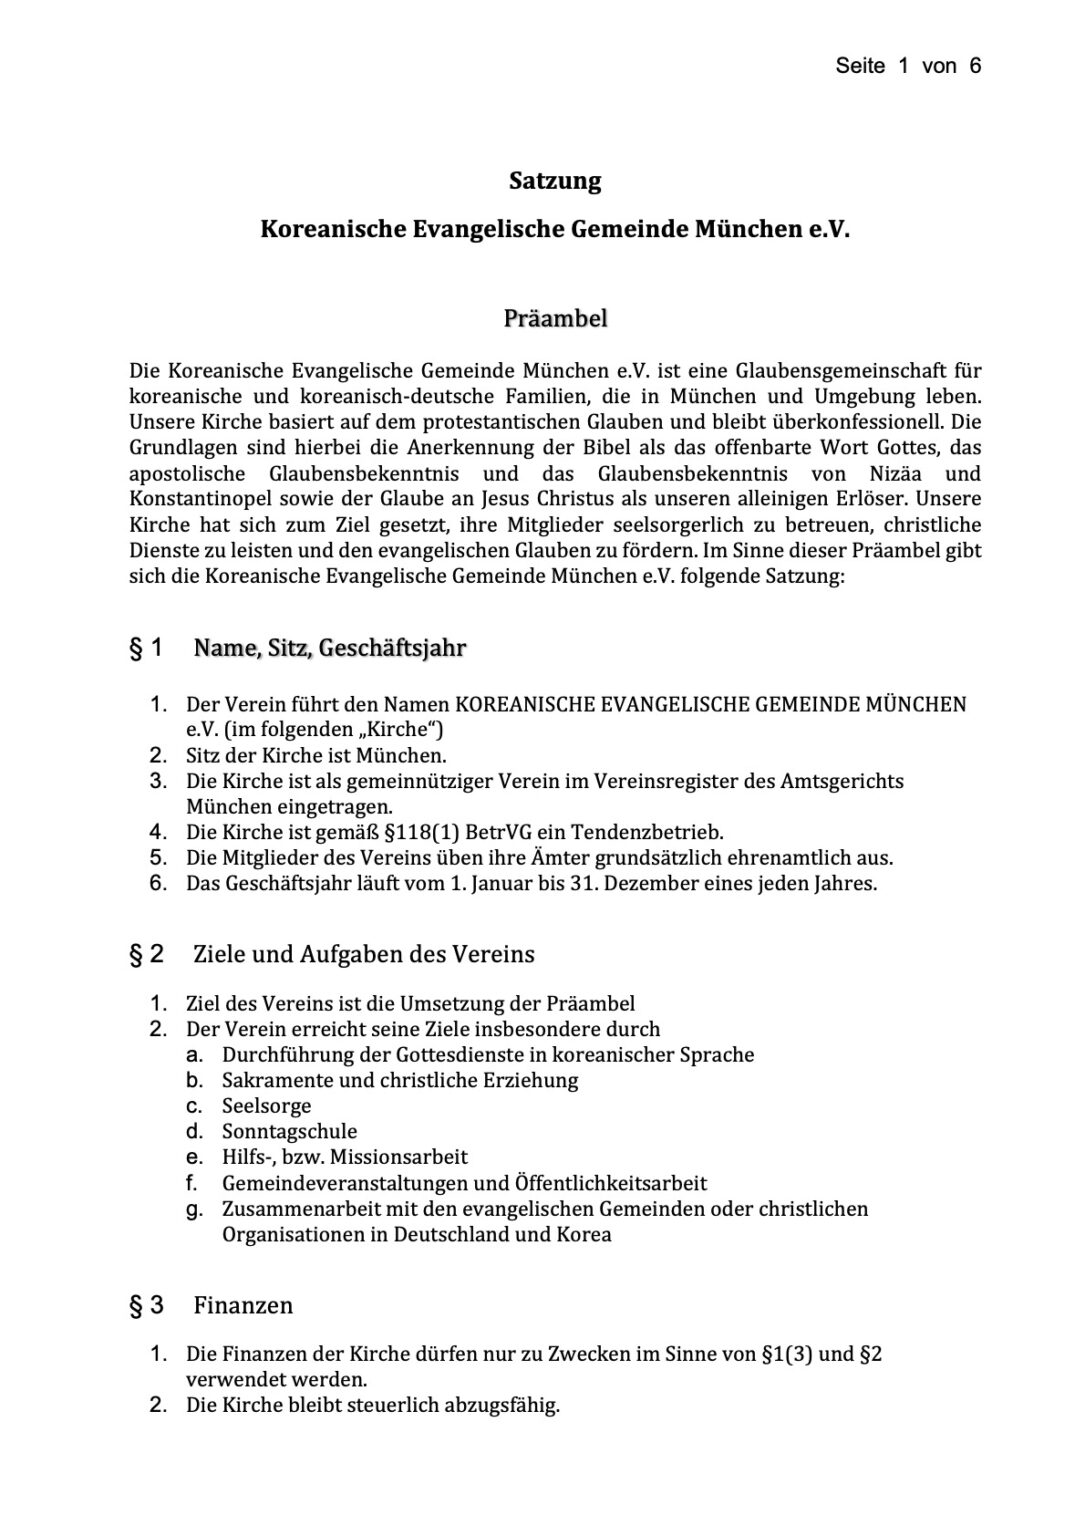 Seite 1 von 6
Satzung
Koreanische Evangelische Gemeinde München e.V.
Präambel
Die Koreanische Evangelische Gemeinde München e.V. ist eine Glaubensgemeinschaft für
koreanische und koreanisch-deutsche Familien, die in München und Umgebung leben.
Unsere Kirche basiert auf dem protestantischen Glauben und bleibt überkonfessionell. Die
Grundlagen sind hierbei die Anerkennung der Bibel als das offenbarte Wort Gottes, das
apostolische Glaubensbekenntnis und das Glaubensbekenntnis von Nizäa und
Konstantinopel sowie der Glaube an Jesus Christus als unseren alleinigen Erlöser. Unsere
Kirche hat sich zum Ziel gesetzt, ihre Mitglieder seelsorgerlich zu betreuen, christliche
Dienste zu leisten und den evangelischen Glauben zu fördern. Im Sinne dieser Präambel gibt
sich die Koreanische Evangelische Gemeinde München e.V. folgende Satzung:
§ 1 Name, Sitz, Geschäftsjahr
1. Der Verein führt den Namen KOREANISCHE EVANGELISCHE GEMEINDE MÜNCHEN
e.V. (im folgenden „Kirche“)
2. Sitz der Kirche ist München.
3. Die Kirche ist als gemeinnütziger Verein im Vereinsregister des Amtsgerichts
München eingetragen.
4. Die Kirche ist gemäß §118(1) BetrVG ein Tendenzbetrieb.
5. Die Mitglieder des Vereins üben ihre Ämter grundsätzlich ehrenamtlich aus.
6. Das Geschäftsjahr läuft vom 1. Januar bis 31. Dezember eines jeden Jahres.
§ 2 Ziele und Aufgaben des Vereins
1. Ziel des Vereins ist die Umsetzung der Präambel
2. Der Verein erreicht seine Ziele insbesondere durch
a. Durchführung der Gottesdienste in koreanischer Sprache
b. Sakramente und christliche Erziehung
c. Seelsorge
d. Sonntagschule
e. Hilfs-, bzw. Missionsarbeit
f. Gemeindeveranstaltungen und Öffentlichkeitsarbeit
g. Zusammenarbeit mit den evangelischen Gemeinden oder christlichen
Organisationen in Deutschland und Korea
§ 3 Finanzen
1. Die Finanzen der Kirche dürfen nur zu Zwecken im Sinne von §1(3) und §2
verwendet werden.
2. Die Kirche bleibt steuerlich abzugsfähig.